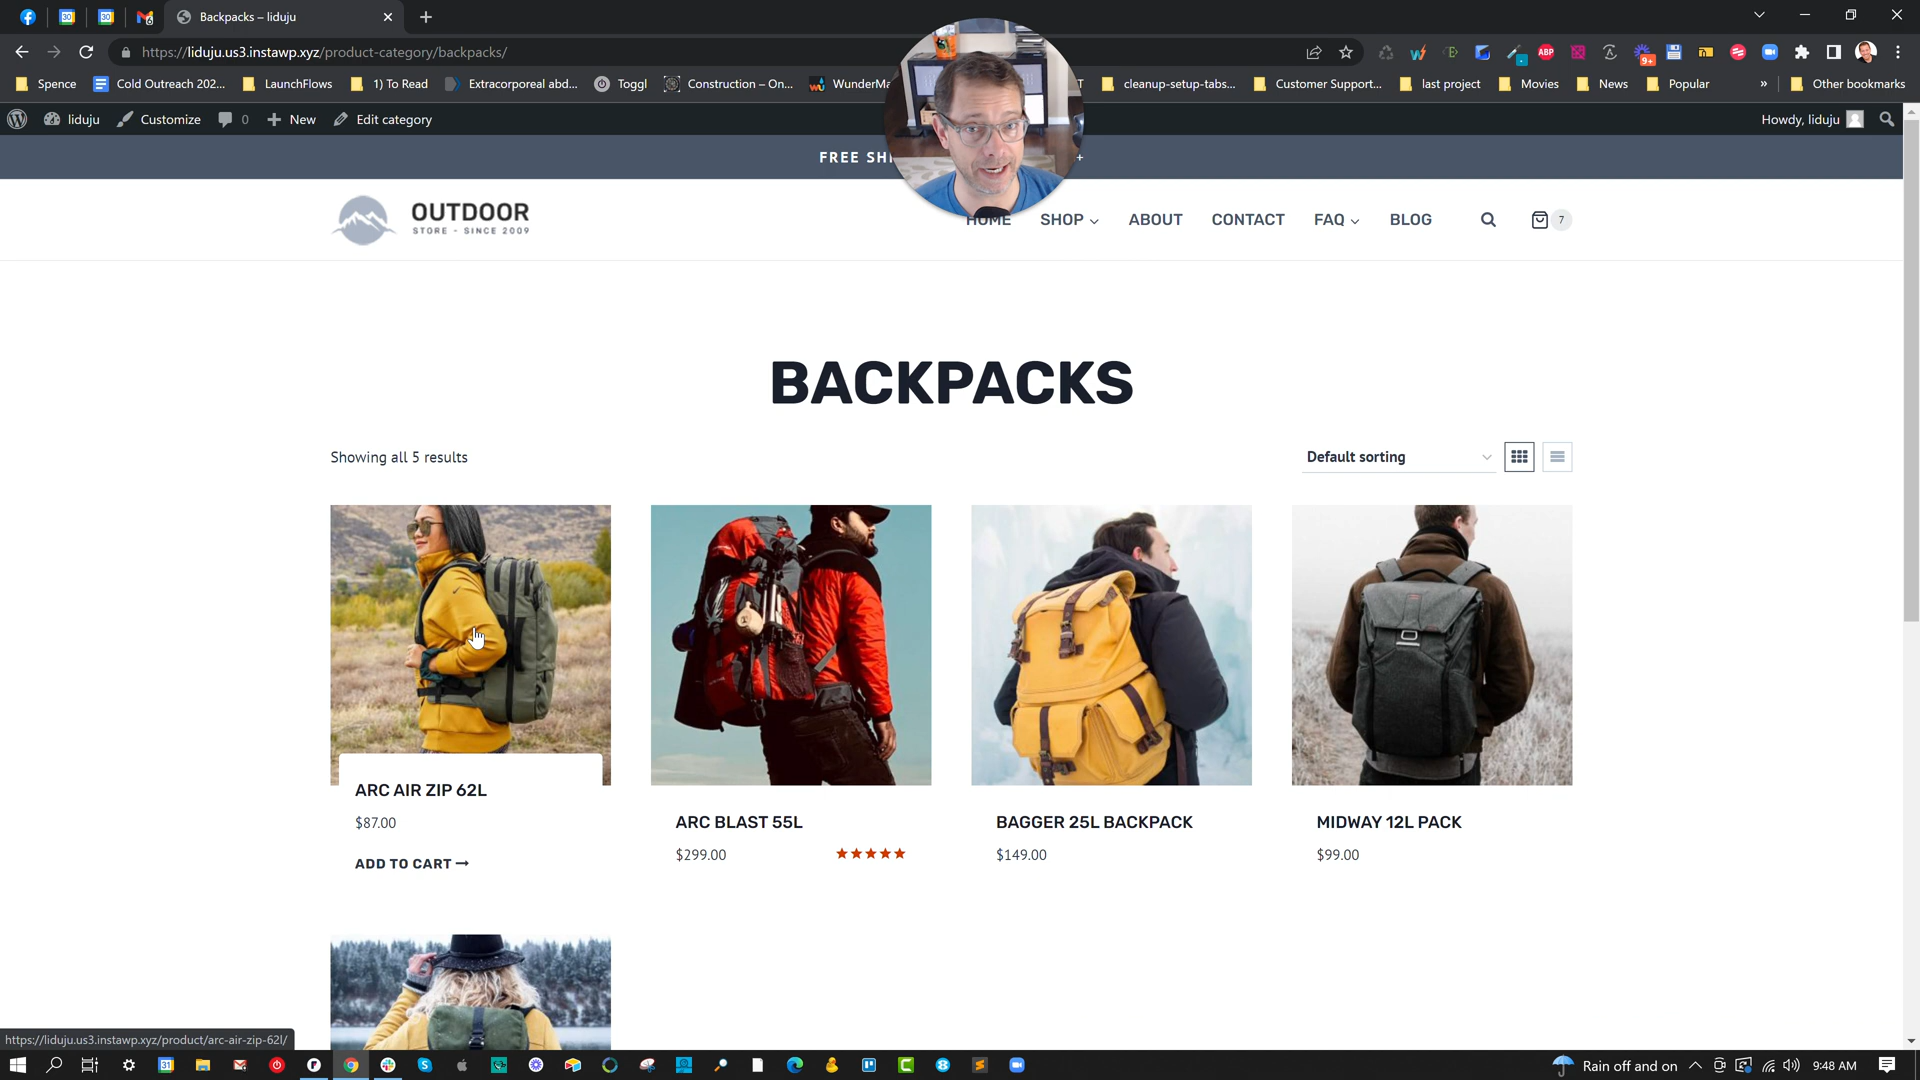 Backpacks – liduju
https://liduju.us3.instawp.xyz/product-category/backpacks/
Spence
Cold Outreach 202...
LaunchFlows
1) To Read
Extracorporeal abd...
Toggl
Construction – On...
WunderMa
cleanup-setup-tabs...
Customer Support...
last project
Movies
News
Popular
» Other bookmarks
liduju
Customize
0
New
Edit category
Howdy, liduju
FREE SHI
+
OUTDOOR
STORE - SINCE 2009
HOME
SHOP
ABOUT
CONTACT
FAQ
BLOG
7
BACKPACKS
Showing all 5 results
Default sorting
ARC AIR ZIP 62L
$87.00
ADD TO CART
ARC BLAST 55L
$299.00
BAGGER 25L BACKPACK
$149.00
MIDWAY 12L PACK
$99.00
https://liduju.us3.instawp.xyz/product/arc-air-zip-62l/
Rain off and on
9:48 AM